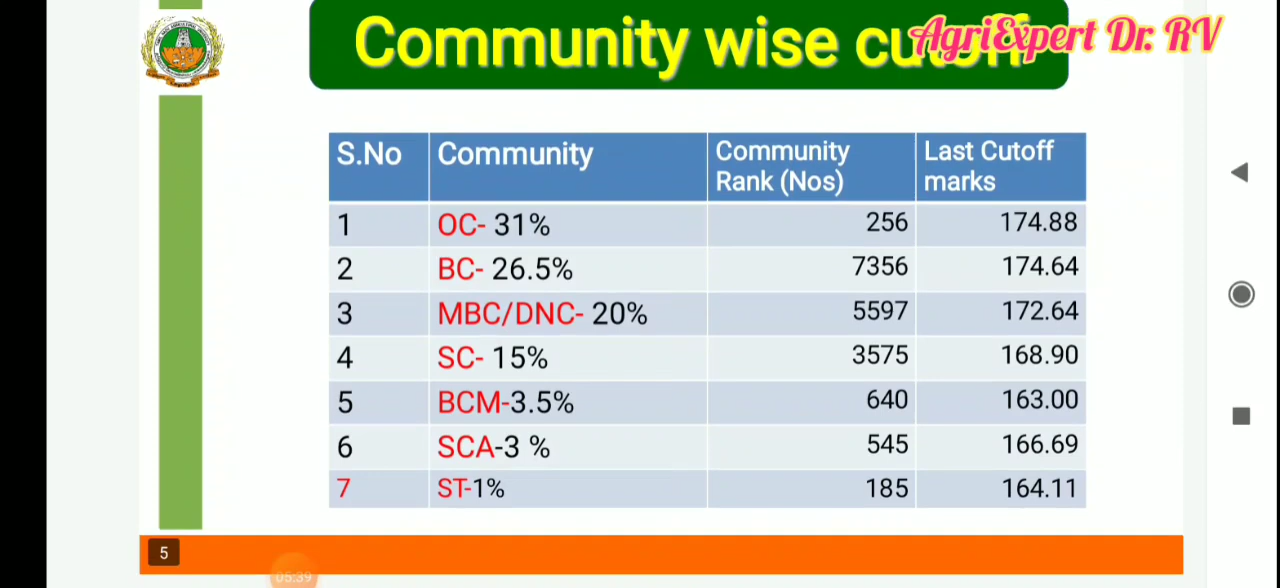 Community wise cutoff
AgriExpert Dr. RV
S.No Community Community Rank (Nos) Last Cutoff marks
1 OC- 31% 256 174.88
2 BC- 26.5% 7356 174.64
3 MBC/DNC- 20% 5597 172.64
4 SC- 15% 3575 168.90
5 BCM-3.5% 640 163.00
6 SCA-3 % 545 166.69
7 ST-1% 185 164.11
5
05:39